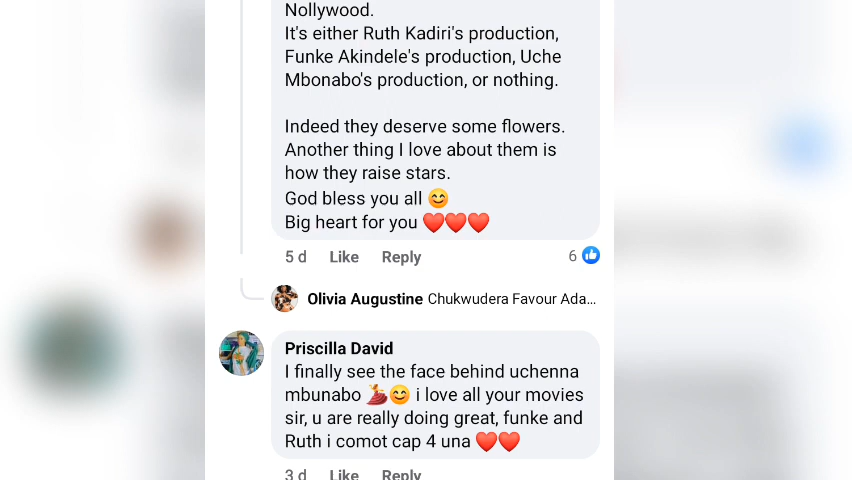 Nollywood.
It's either Ruth Kadiri's production,
Funke Akindele's production, Uche
Mbonabo's production, or nothing.
Indeed they deserve some flowers.
Another thing I love about them is
how they raise stars.
God bless you all 😊
Big heart for you ❤️❤️❤️
5 d Like Reply 6
Olivia Augustine Chukwudera Favour Ada...
Priscilla David
I finally see the face behind uchenna
mbunabo 💃😊 i love all your movies
sir, u are really doing great, funke and
Ruth i comot cap 4 una ❤️❤️
3 d Like Reply